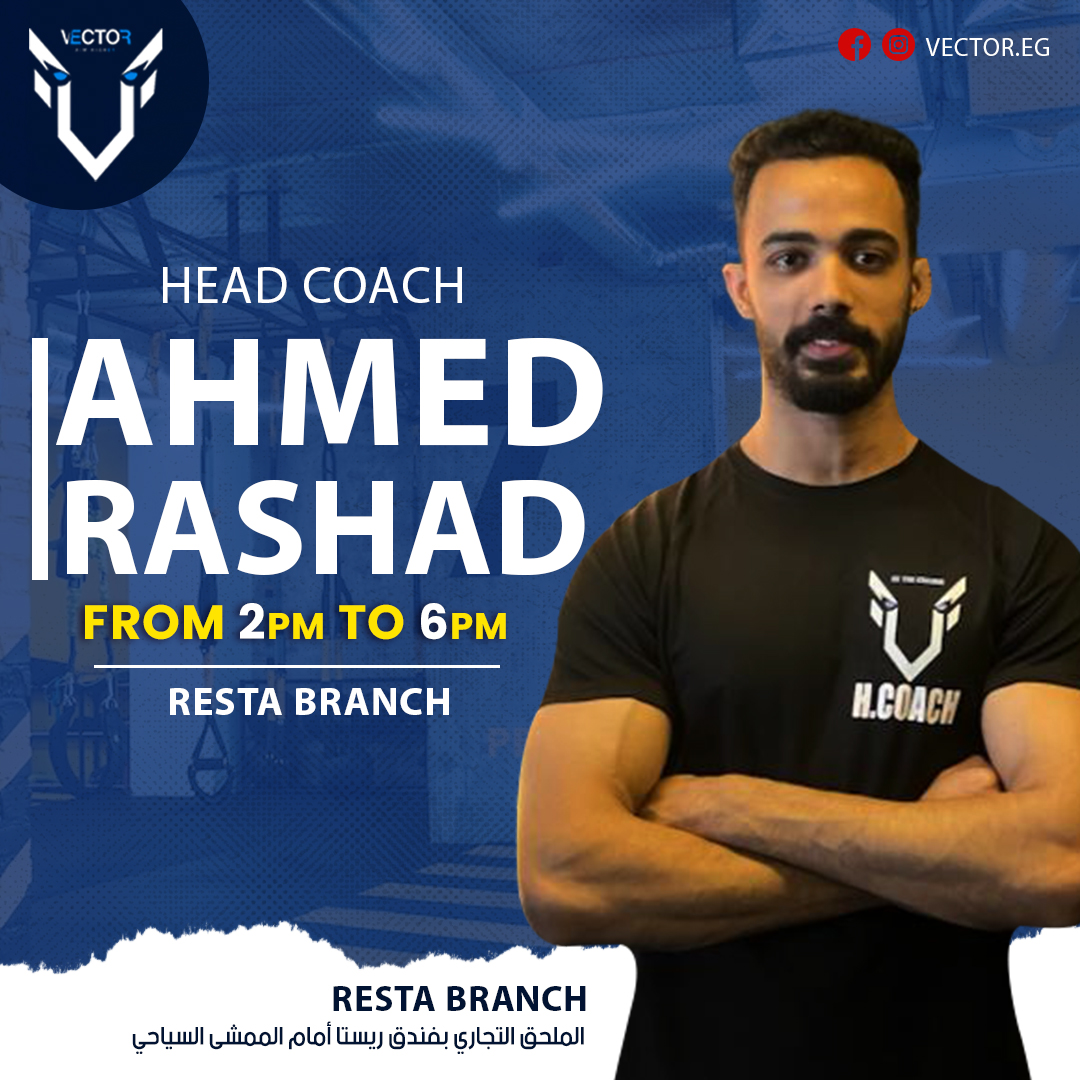 VECTOR
VECTOR.EG
HEAD COACH
AHMED
RASHAD
FROM 2PM TO 6PM
RESTA BRANCH
H.COACH
RESTA BRANCH
الملحق التجاري بفندق ريستا أمام الممشى السياحي